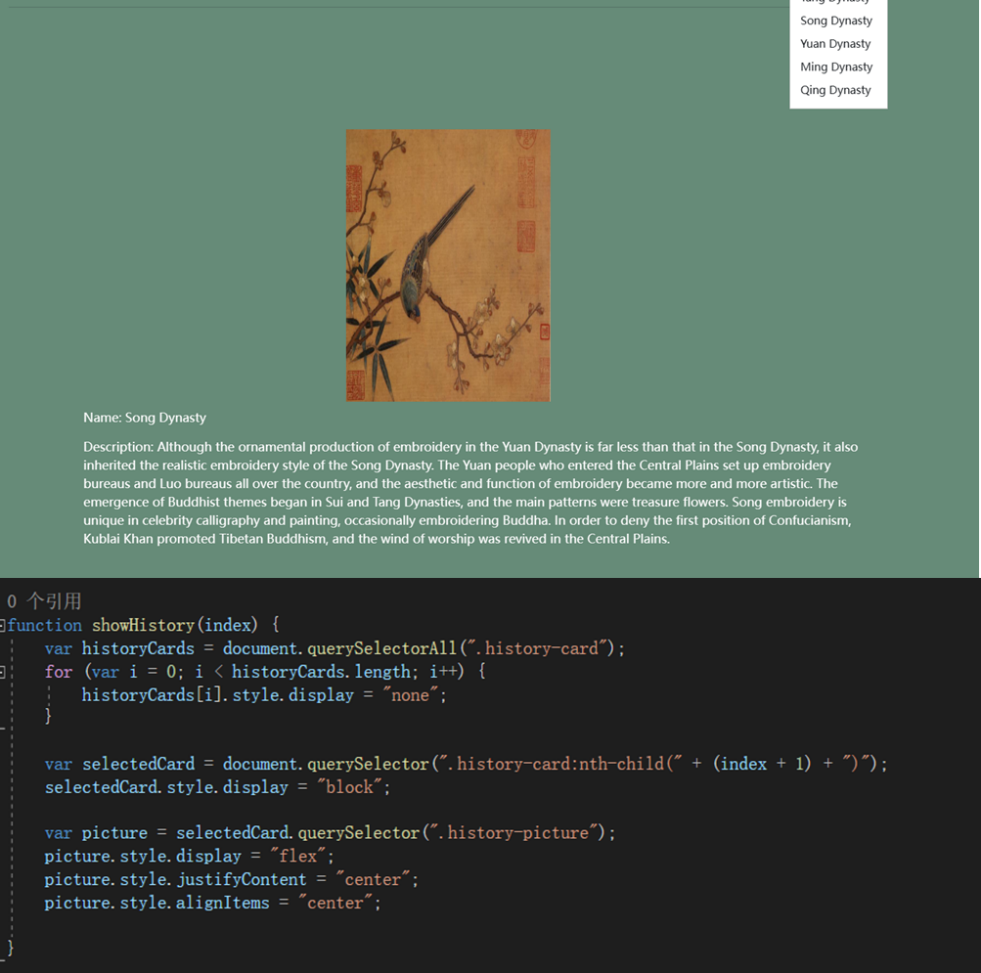 Tang Dynasty
Song Dynasty
Yuan Dynasty
Ming Dynasty
Qing Dynasty
Name: Song Dynasty
Description: Although the ornamental production of embroidery in the Yuan Dynasty is far less than that in the Song Dynasty, it also
inherited the realistic embroidery style of the Song Dynasty. The Yuan people who entered the Central Plains set up embroidery
bureaus and Luo bureaus all over the country, and the aesthetic and function of embroidery became more and more artistic. The
emergence of Buddhist themes began in Sui and Tang Dynasties, and the main patterns were treasure flowers. Song embroidery is
unique in celebrity calligraphy and painting, occasionally embroidering Buddha. In order to deny the first position of Confucianism,
Kublai Khan promoted Tibetan Buddhism, and the wind of worship was revived in the Central Plains.
0 个引用
function showHistory(index) {
    var historyCards = document.querySelectorAll(".history-card");
    for (var i = 0; i < historyCards.length; i++) {
        historyCards[i].style.display = "none";
    }
    var selectedCard = document.querySelector(".history-card:nth-child(" + (index + 1) + ")");
    selectedCard.style.display = "block";
    var picture = selectedCard.querySelector(".history-picture");
    picture.style.display = "flex";
    picture.style.justifyContent = "center";
    picture.style.alignItems = "center";
}